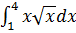 ∫₁⁴ x√x dx